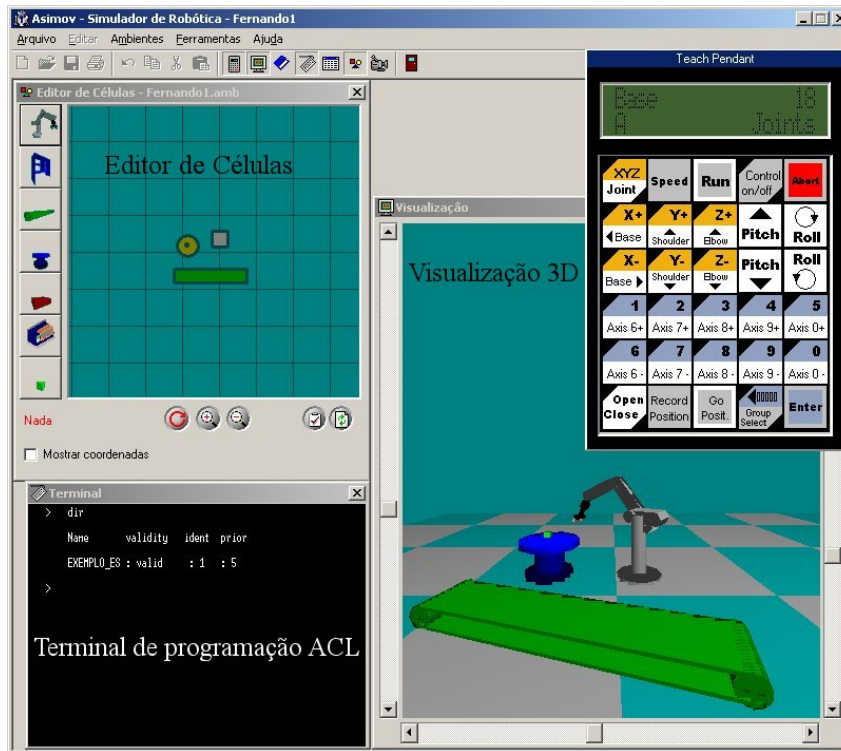 Asimov - Simulador de Robótica - Fernando1
Arquivo Editar Ambientes Ferramentas Ajuda
Editor de Células - Fernando1.amb
Editor de Células
Nada
Mostrar coordenadas
Terminal
> dir
Name validity ident prior
EXEMPLO_ES : valid : 1 : 5
>
Terminal de programação ACL
Visualização
Visualização 3D
Teach Pendant
Base 18
A Joints
XYZ Joint Speed Run Control on/off Abort
X+ Base Y+ Shoulder Z+ Elbow Pitch Roll
X- Base Y- Shoulder Z- Elbow Pitch Roll
1 2 3 4 5
Axis 6+ Axis 7+ Axis 8+ Axis 9+ Axis 0+
6 7 8 9 0
Axis 6 - Axis 7 - Axis 8 - Axis 9 - Axis 0 -
Open Close Record Position Go Posit. Group Select Enter